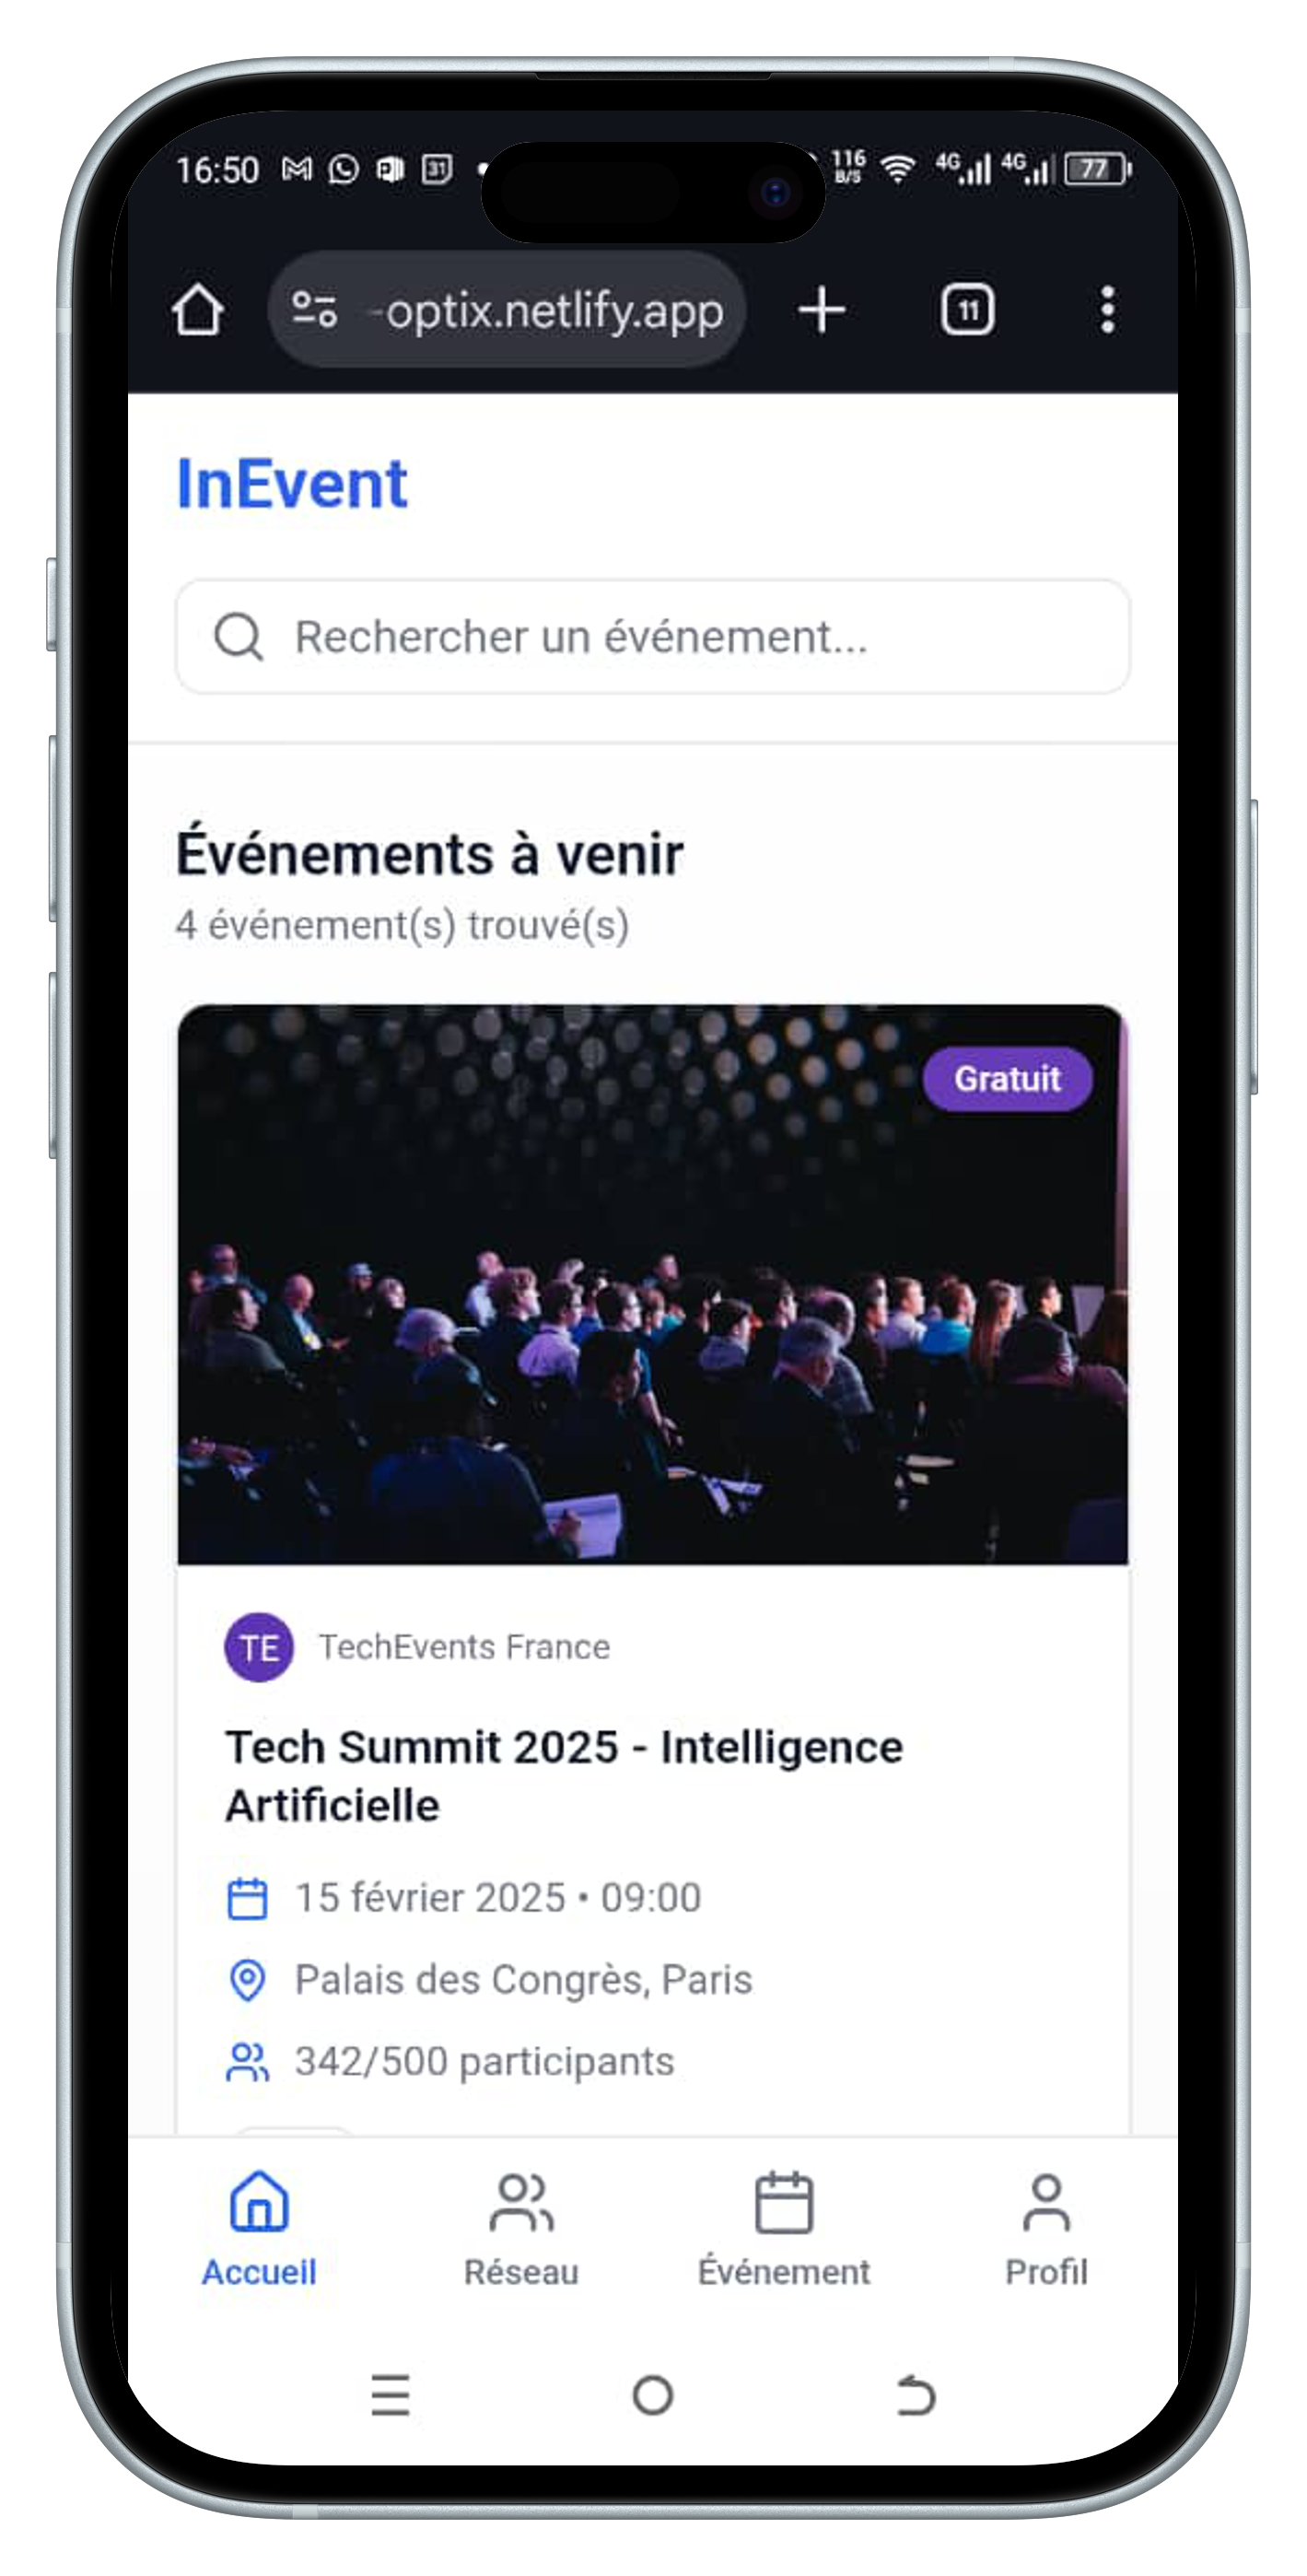 16:50 31 116 B/S 4G 4G 77
-optix.netlify.app 11
InEvent
Rechercher un événement...
Événements à venir
4 événement(s) trouvé(s)
Gratuit
TE TechEvents France
Tech Summit 2025 - Intelligence
Artificielle
15 février 2025 • 09:00
Palais des Congrès, Paris
342/500 participants
Accueil Réseau Événement Profil